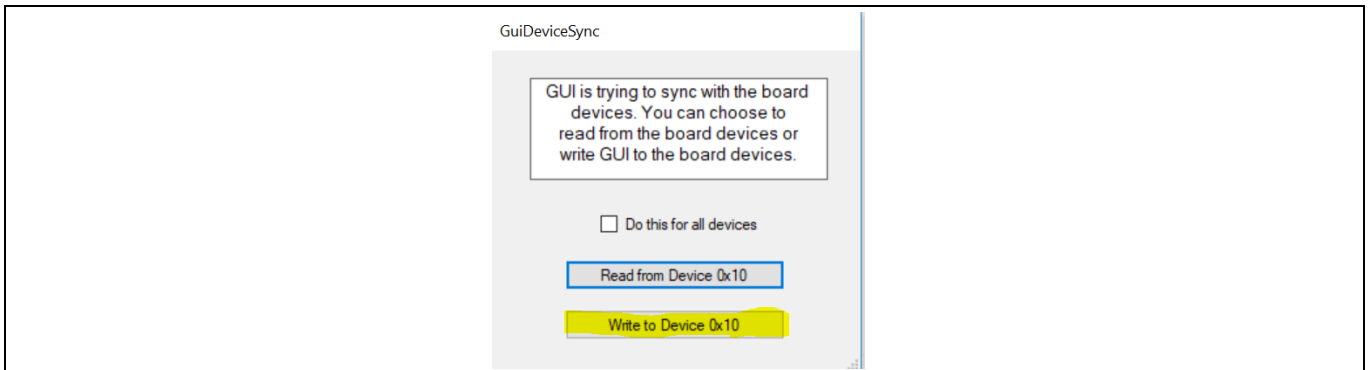 GuiDeviceSync
GUI is trying to sync with the board
devices. You can choose to
read from the board devices or
write GUI to the board devices.
Do this for all devices
Read from Device 0x10
Write to Device 0x10